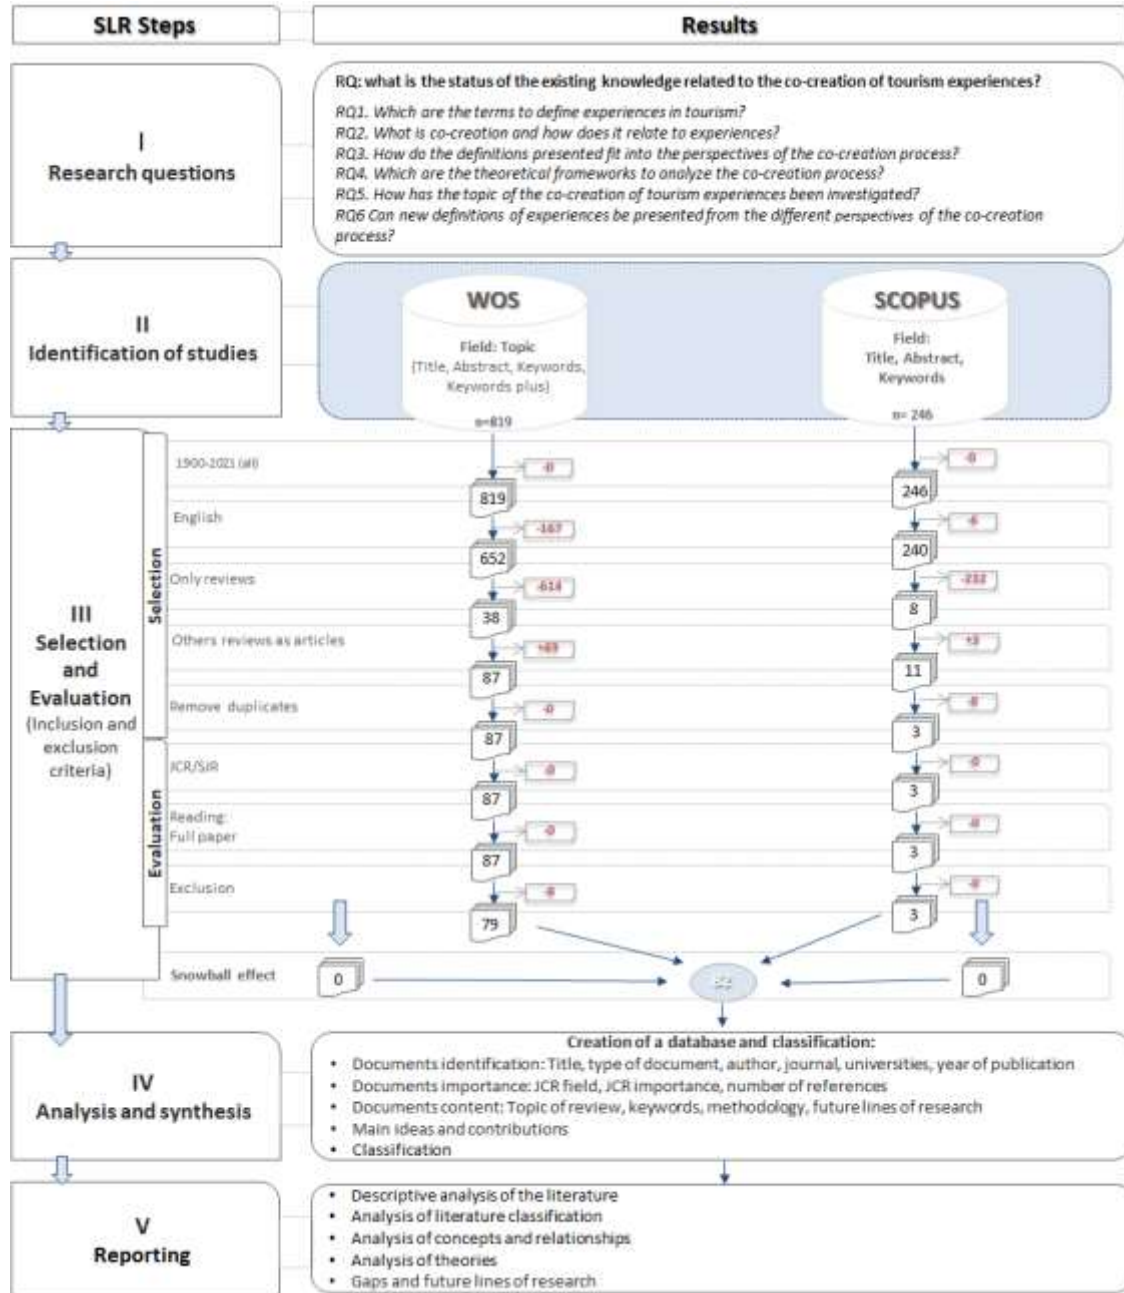 SLR Steps
Results
I
Research questions
RQ: what is the status of the existing knowledge related to the co-creation of tourism experiences?
RQ1. Which are the terms to define experiences in tourism?
RQ2. What is co-creation and how does it relate to experiences?
RQ3. How do the definitions presented fit into the perspectives of the co-creation process?
RQ4. Which are the theoretical frameworks to analyze the co-creation process?
RQ5. How has the topic of the co-creation of tourism experiences been investigated?
RQ6 Can new definitions of experiences be presented from the different perspectives of the co-creation
process?
II
Identification of studies
WOS
Field: Topic
(Title, Abstract, Keywords,
Keywords plus)
n=819
SCOPUS
Field:
Title, Abstract,
Keywords
n= 246
III
Selection
and
Evaluation
(Inclusion and
exclusion
criteria)
Selection
Evaluation
1900-2021 (all)
-0
-0
819
246
English
-167
-6
652
240
Only reviews
-614
-232
38
8
Others reviews as articles
+3
87
11
Remove duplicates
-0
-8
87
3
JCR/SJR
-0
-0
87
3
Reading:
Full paper
-0
-0
87
3
Exclusion
-8
-0
79
3
Snowball effect
0
0
IV
Analysis and synthesis
Creation of a database and classification:
• Documents identification: Title, type of document, author, journal, universities, year of publication
• Documents importance: JCR field, JCR importance, number of references
• Documents content: Topic of review, keywords, methodology, future lines of research
• Main ideas and contributions
• Classification
V
Reporting
• Descriptive analysis of the literature
• Analysis of literature classification
• Analysis of concepts and relationships
• Analysis of theories
• Gaps and future lines of research